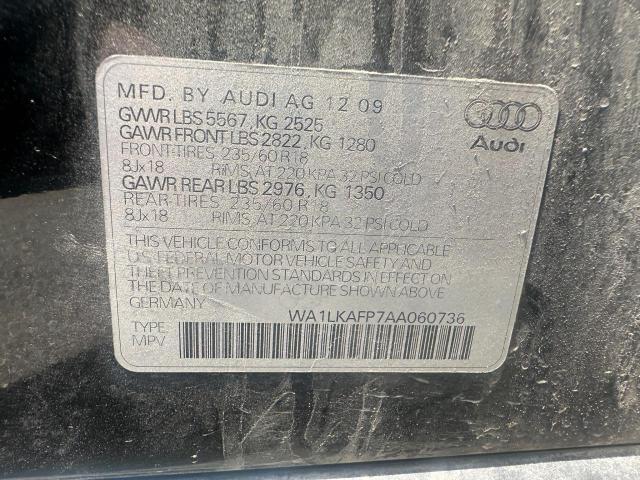 MFD. BY AUDI AG 12 09
GVWR LBS 5567, KG 2525
GAWR FRONT LBS 2822, KG 1280
FRONT-TIRES 235/60 R18
8Jx18 RIMS, AT 220 KPA 32 PSI COLD
GAWR REAR LBS 2976, KG 1350
REAR-TIRES 235/60 R18
8Jx18 RIMS, AT 220 KPA 32 PSI COLD
Audi
THIS VEHICLE CONFORMS TO ALL APPLICABLE
U.S. FEDERAL MOTOR VEHICLE SAFETY AND
THEFT PREVENTION STANDARDS IN EFFECT ON
THE DATE OF MANUFACTURE SHOWN ABOVE
GERMANY WA1LKAFP7AA060736
TYPE
MPV